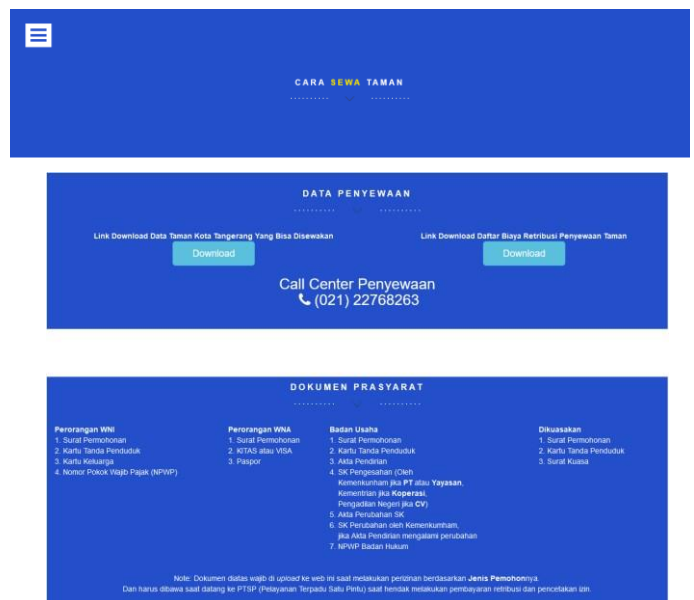 CARA SEWA TAMAN
DATA PENYEWAAN
Link Download Data Taman Kota Tangerang Yang Bisa Disewakan
Download
Link Download Daftar Biaya Retribusi Penyewaan Taman
Download
Call Center Penyewaan
(021) 22768263
DOKUMEN PRASYARAT
Perorangan WNI
1. Surat Permohonan
2. Kartu Tanda Penduduk
3. Kartu Keluarga
4. Nomor Pokok Wajib Pajak (NPWP)
Perorangan WNA
1. Surat Permohonan
2. KITAS atau VISA
3. Paspor
Badan Usaha
1. Surat Permohonan
2. Kartu Tanda Penduduk
3. Akta Pendirian
4. SK Pengesahan (Oleh
Kemenkunham jika PT atau Yayasan,
Kementrian jika Koperasi,
Pengadilan Negeri jika CV)
5. Akta Perubahan SK
6. SK Perubahan oleh Kemenkumham,
jika Akta Pendirian mengalami perubahan
7. NPWP Badan Hukum
Dikuasakan
1. Surat Permohonan
2. Kartu Tanda Penduduk
3. Surat Kuasa
Note: Dokumen diatas wajib di upload ke web ini saat melakukan perizinan berdasarkan Jenis Pemohonnya.
Dan harus dibawa saat datang ke PTSP (Pelayanan Terpadu Satu Pintu) saat hendak melakukan pembayaran retribusi dan pencetakan izin.